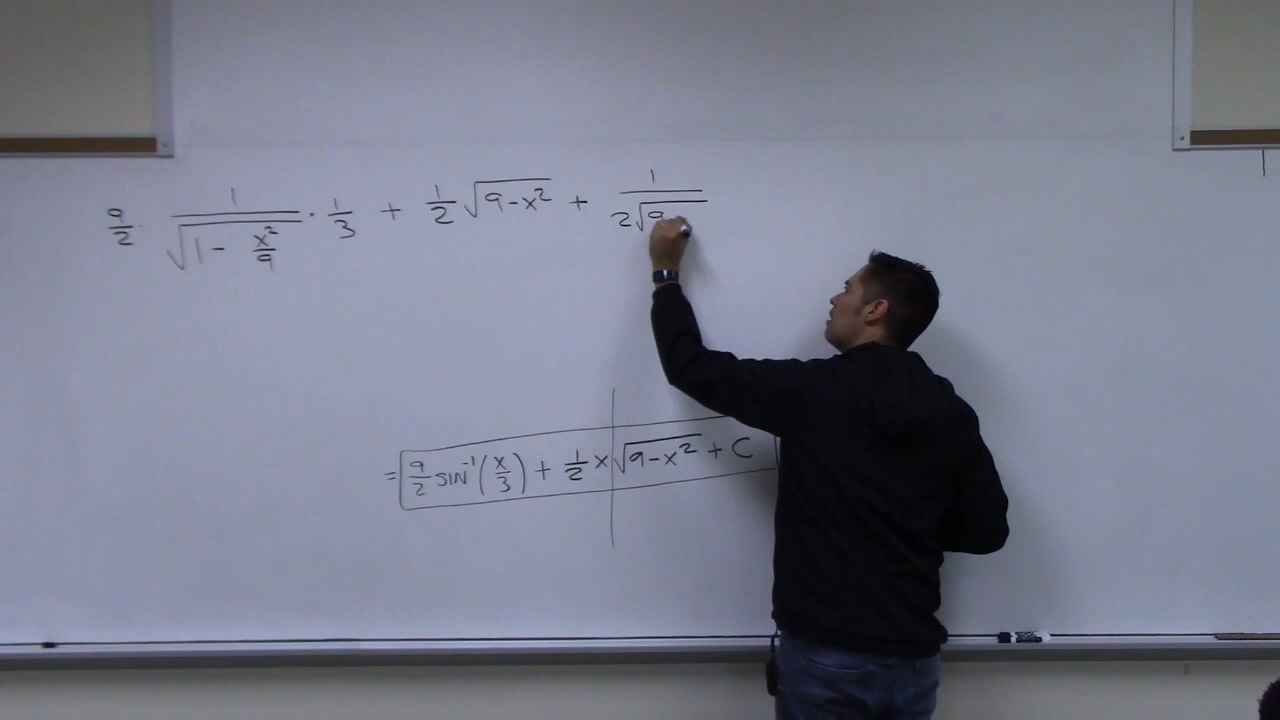 9/2 · 1/√(1 - x²/9) · 1/3 + 1/2 √(9-x²) + 1/(2√9
= 9/2 SIN⁻¹(x/3) + 1/2 x √(9-x²) + C